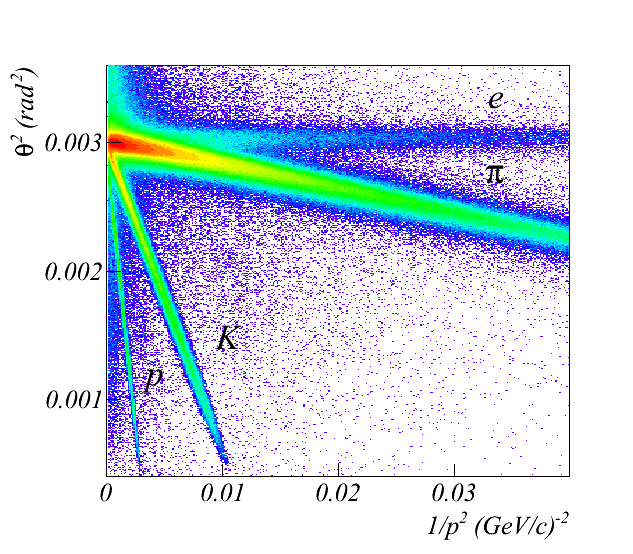 θ² (rad²)
e
0.003
π
0.002
K
p
0.001
0 0.01 0.02 0.03
1/p² (GeV/c)⁻²